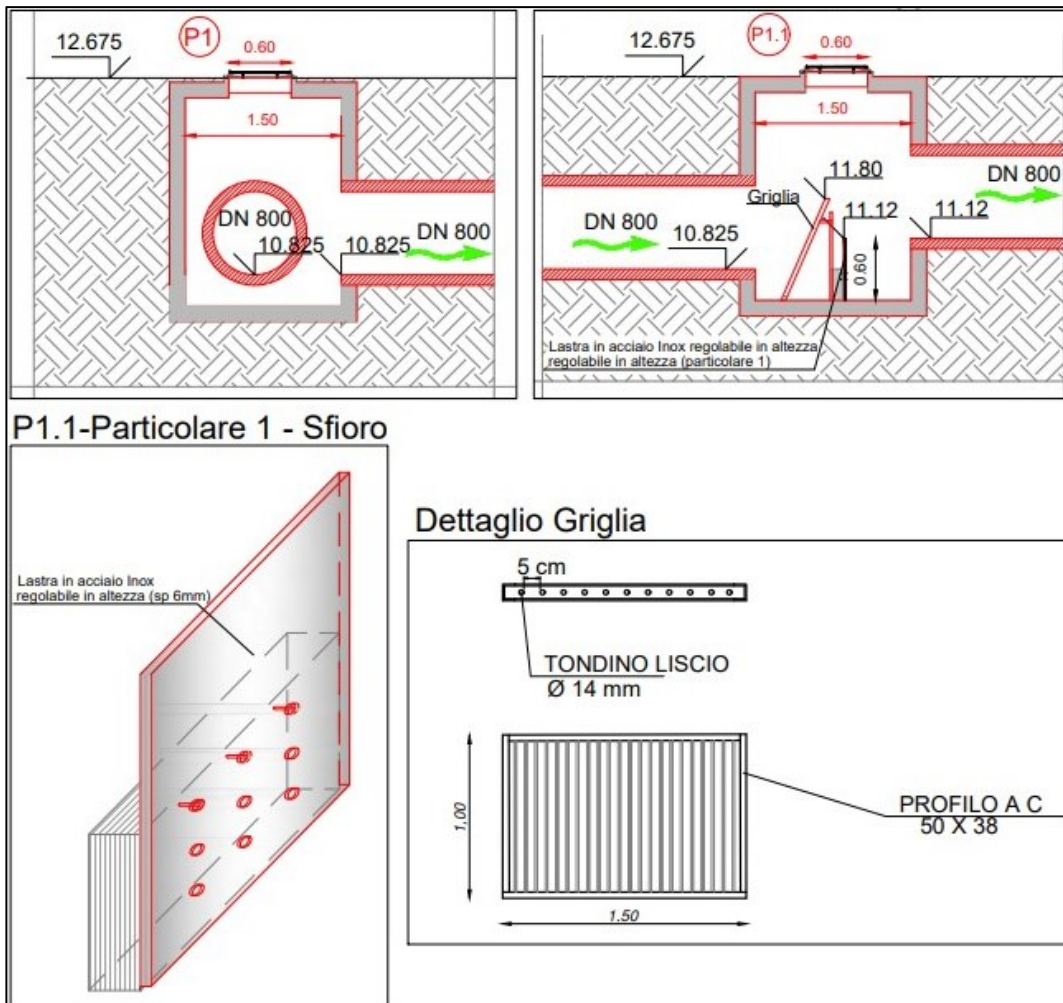 P1
12.675
0.60
1.50
DN 800
10.825
10.825
DN 800
P1.1
12.675
0.60
1.50
DN 800
11.80
Griglia
11.12
11.12
DN 800
10.825
0.60
Lastra in acciaio Inox regolabile in altezza
regolabile in altezza (particolare 1)
P1.1-Particolare 1 - Sfioro
Lastra in acciaio Inox
regolabile in altezza (sp 6mm)
Dettaglio Griglia
5 cm
TONDINO LISCIO
Ø 14 mm
1,00
PROFILO A C
50 X 38
1.50